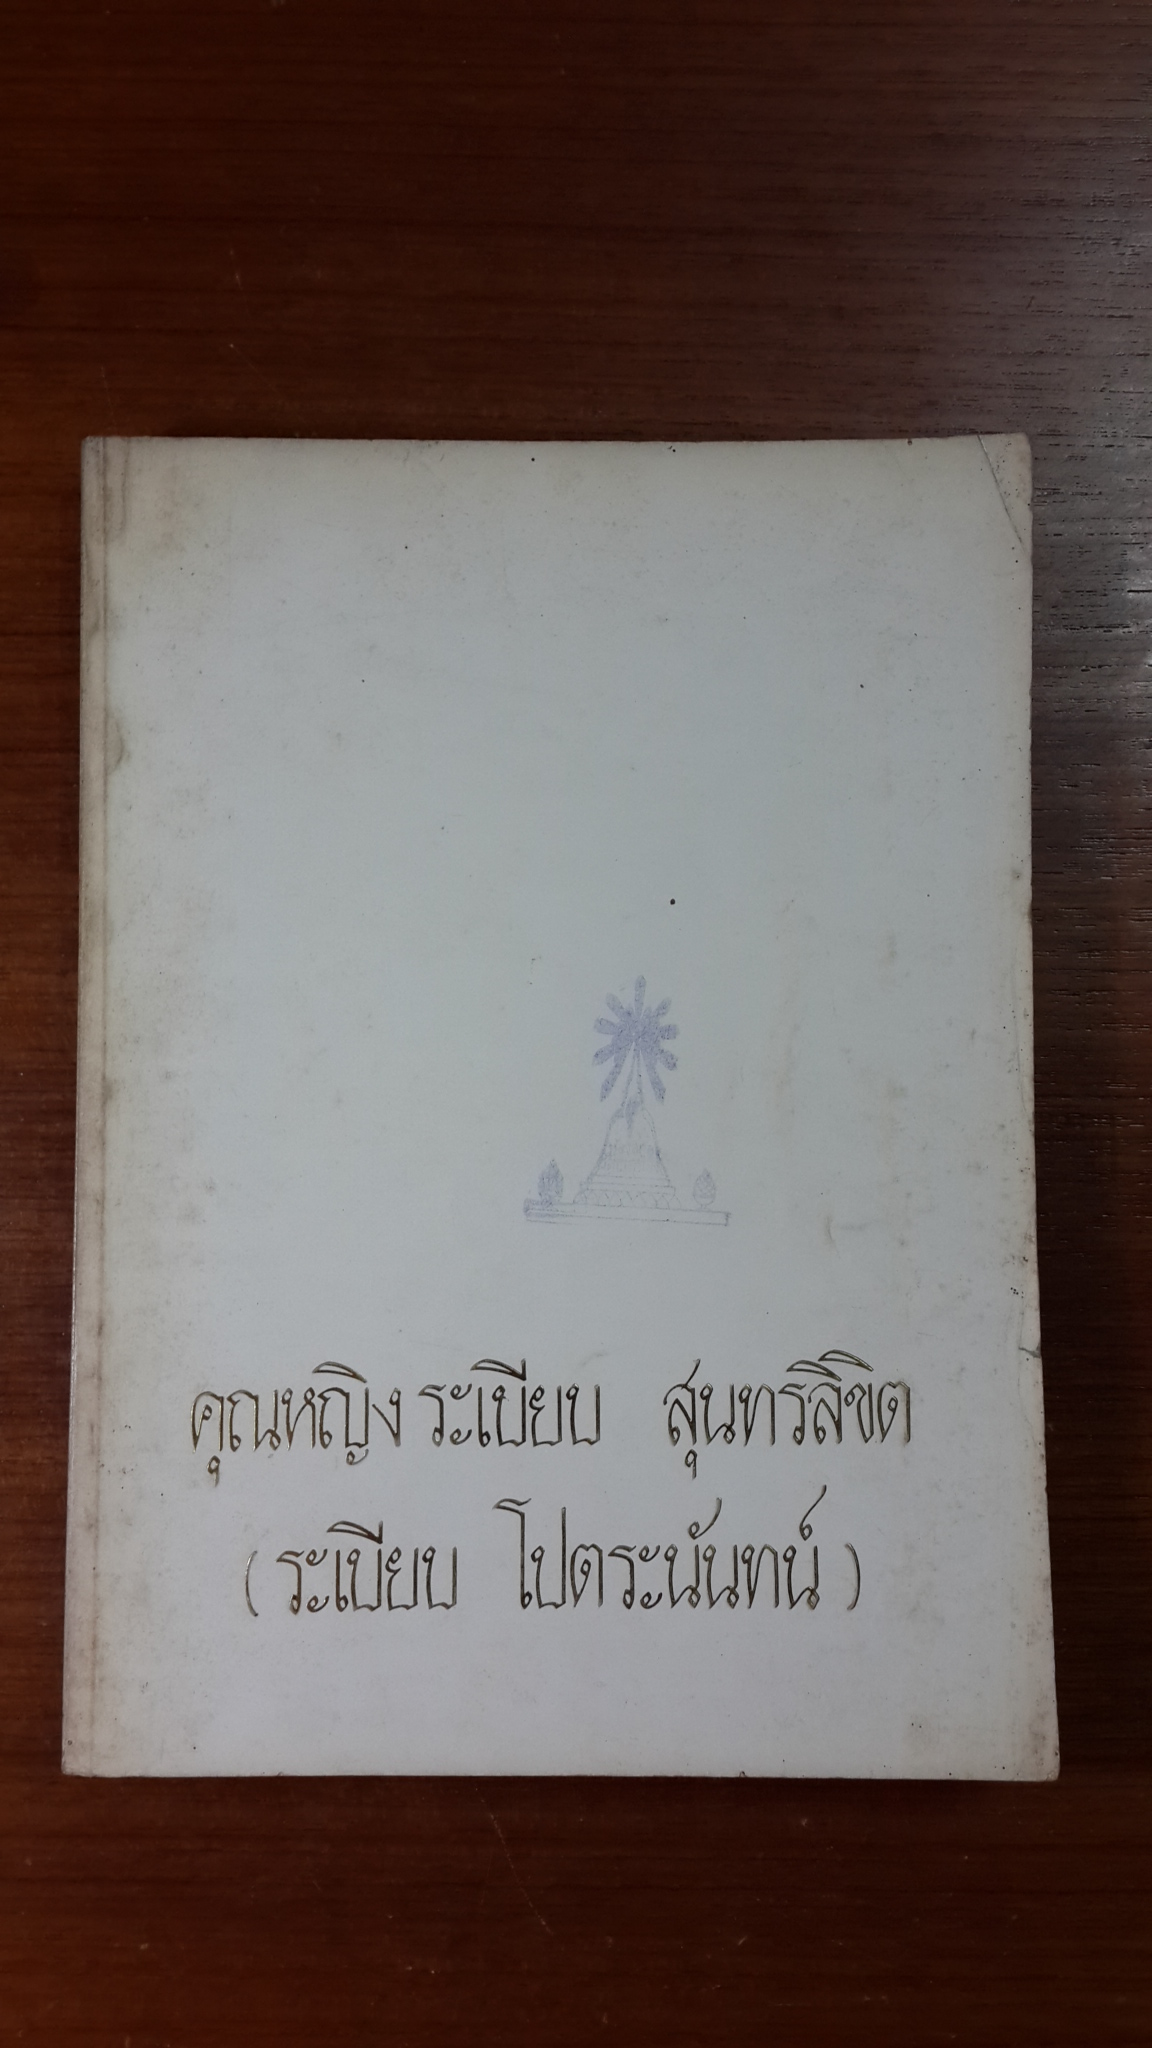 คุณหญิง ระเบียบ สุนทรลิขิต
( ระเบียบ โปตระนันทน์ )